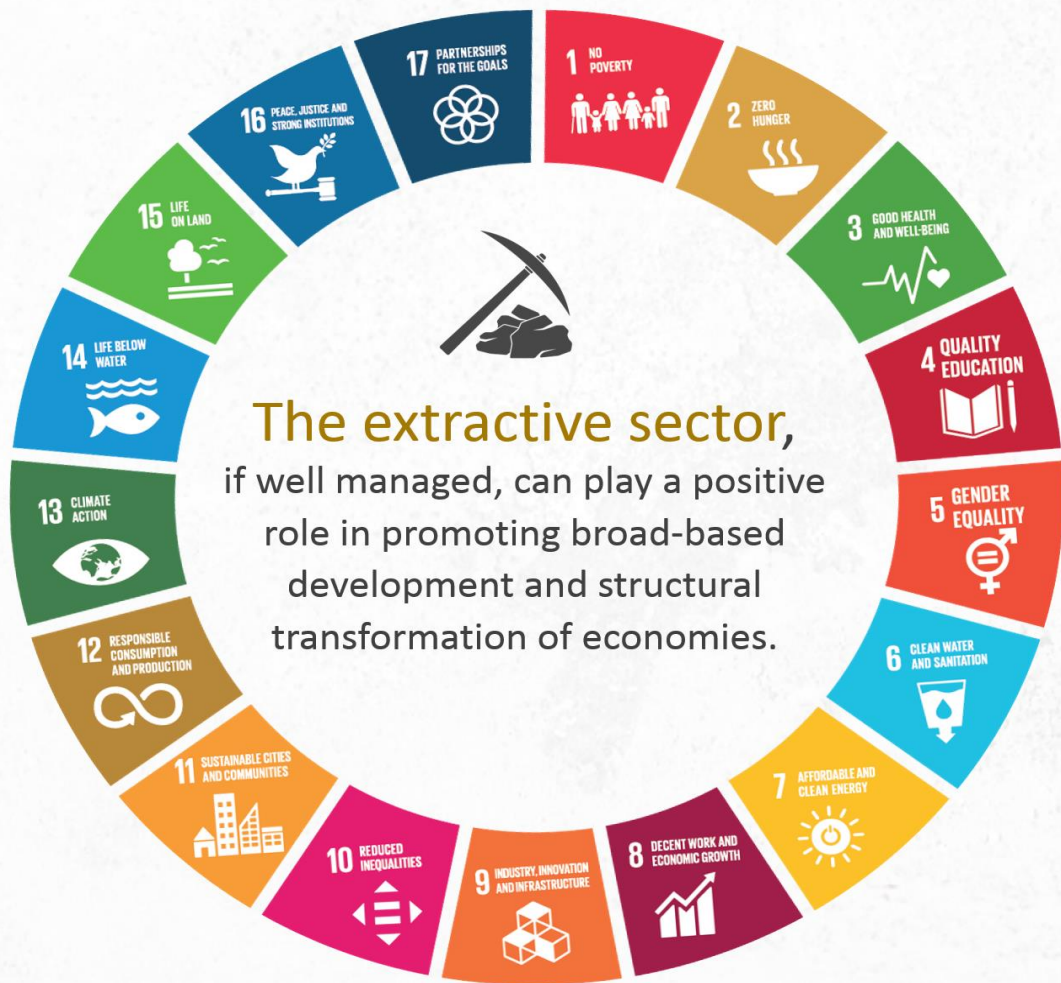 1 NO
POVERTY
2 ZERO
HUNGER
3 GOOD HEALTH
AND WELL-BEING
4 QUALITY
EDUCATION
5 GENDER
EQUALITY
6 CLEAN WATER
AND SANITATION
7 AFFORDABLE AND
CLEAN ENERGY
8 DECENT WORK AND
ECONOMIC GROWTH
9 INDUSTRY, INNOVATION
AND INFRASTRUCTURE
10 REDUCED
INEQUALITIES
11 SUSTAINABLE CITIES
AND COMMUNITIES
12 RESPONSIBLE
CONSUMPTION
AND PRODUCTION
13 CLIMATE
ACTION
14 LIFE BELOW
WATER
15 LIFE
ON LAND
16 PEACE, JUSTICE AND
STRONG INSTITUTIONS
17 PARTNERSHIPS
FOR THE GOALS
The extractive sector,
if well managed, can play a positive
role in promoting broad-based
development and structural
transformation of economies.